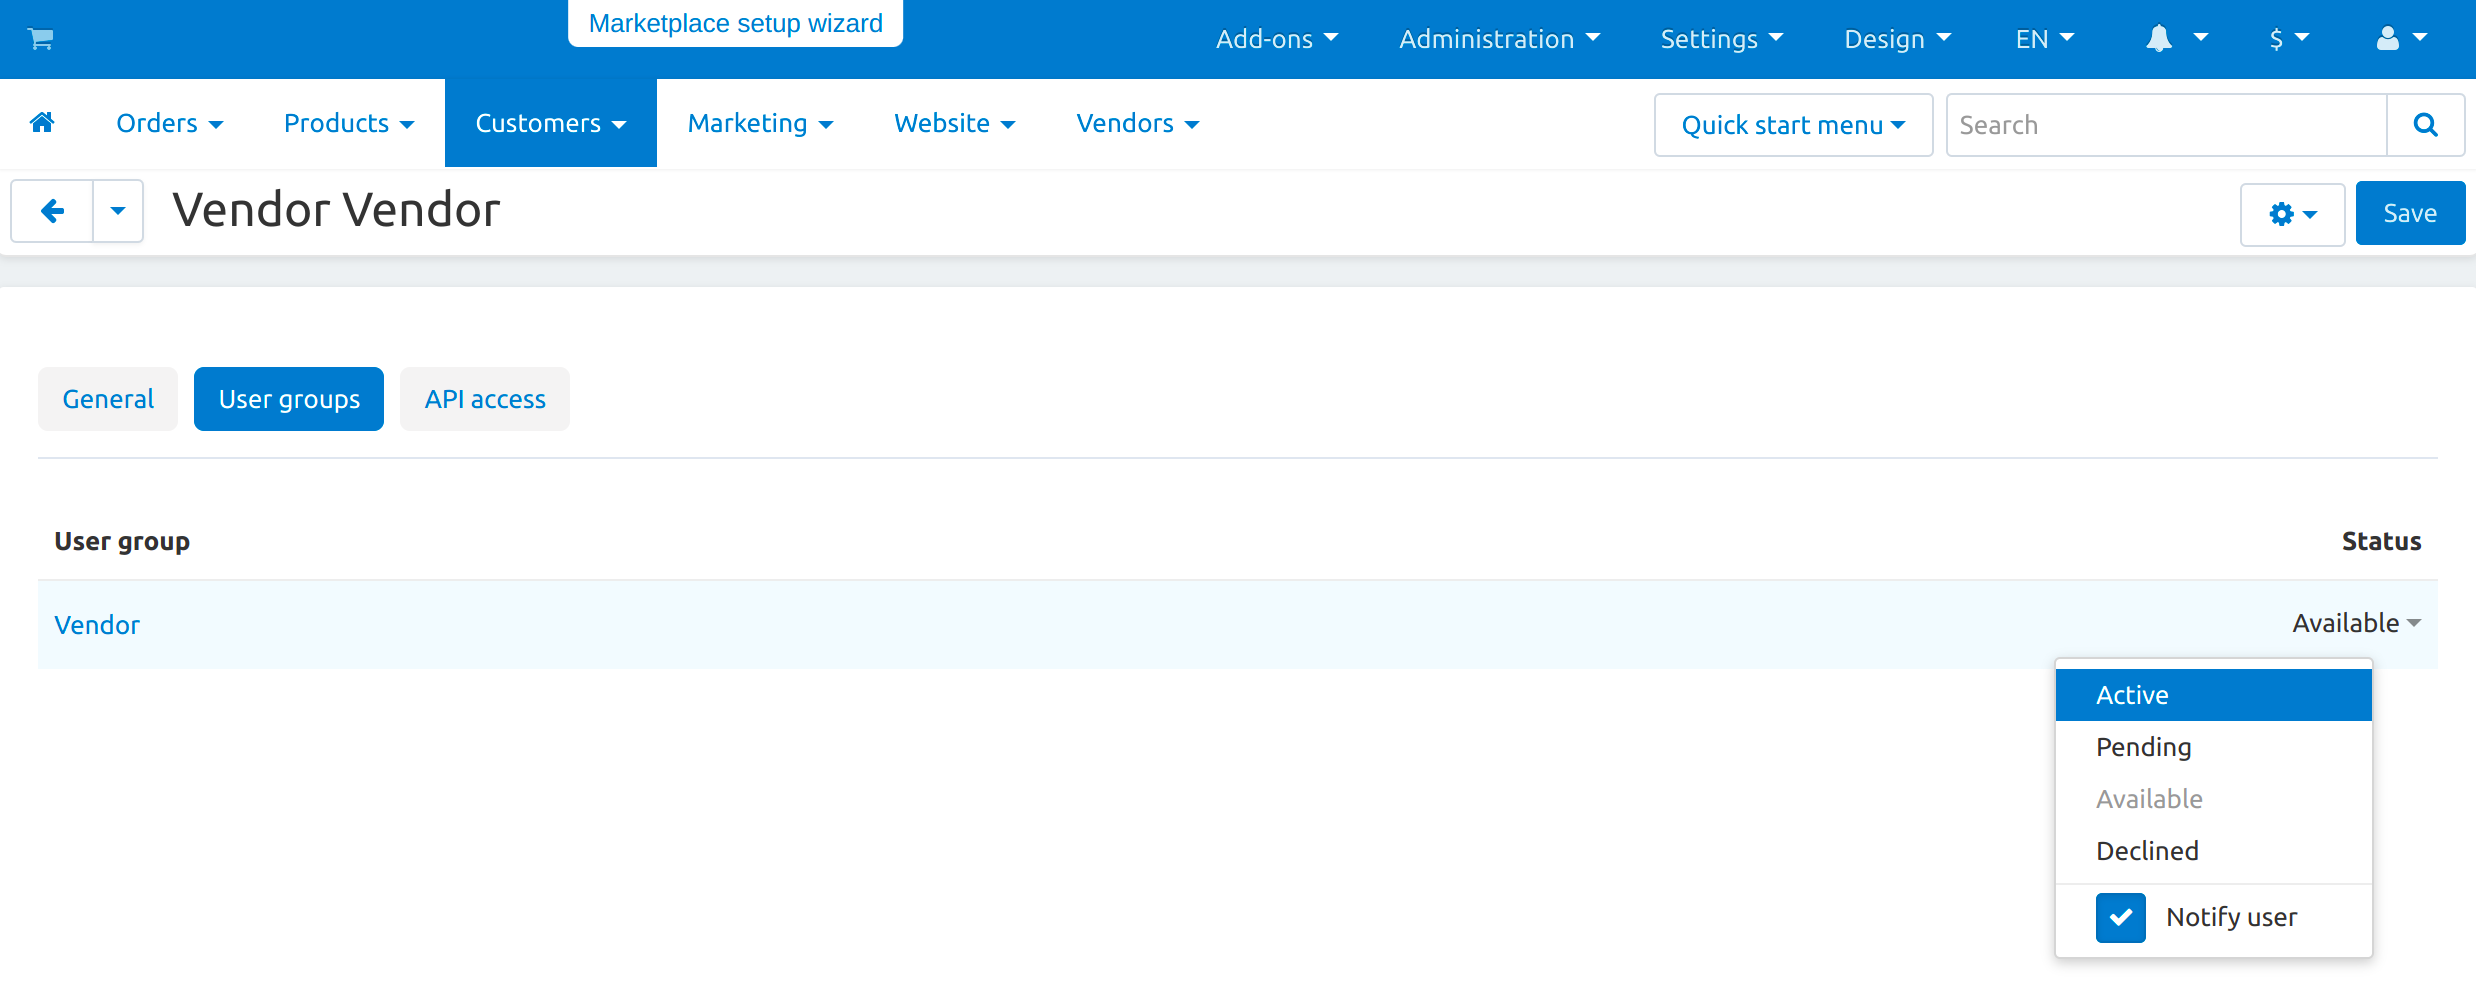 Marketplace setup wizard
Add-ons Administration Settings Design EN $
Orders Products Customers Marketing Website Vendors Quick start menu Search
Vendor Vendor Save
General User groups API access
User group Status
Vendor Available
Active
Pending
Available
Declined
Notify user